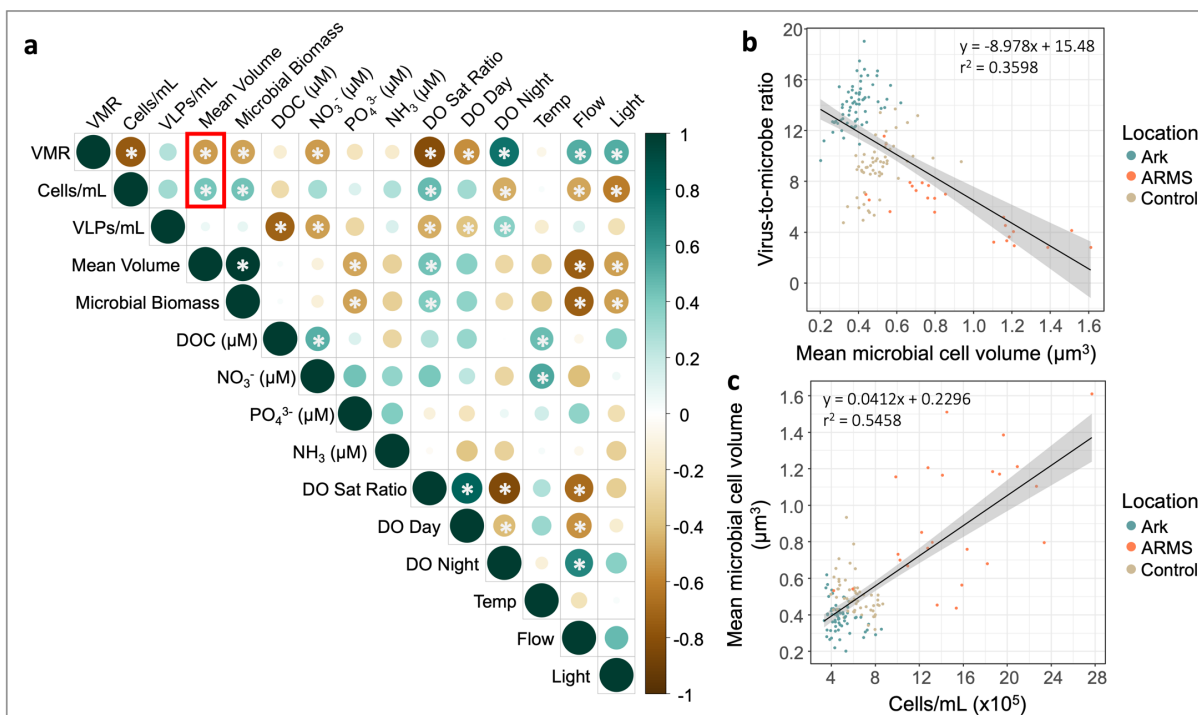 a
VMR
Cells/mL
VLPs/mL
Mean Volume
Microbial Biomass
DOC (µM)
NO₃⁻ (µM)
PO₄³⁻ (µM)
NH₃ (µM)
DO Sat Ratio
DO Day
DO Night
Temp
Flow
Light
VMR
Cells/mL
VLPs/mL
Mean Volume
Microbial Biomass
DOC (µM)
NO₃⁻ (µM)
PO₄³⁻ (µM)
NH₃ (µM)
DO Sat Ratio
DO Day
DO Night
Temp
Flow
Light
1
0.8
0.6
0.4
0.2
0
-0.2
-0.4
-0.6
-0.8
-1
b
y = -8.978x + 15.48
r² = 0.3598
Virus-to-microbe ratio
20
16
12
8
4
0
0.2 0.4 0.6 0.8 1.0 1.2 1.4 1.6
Mean microbial cell volume (µm³)
Location
Ark
ARMS
Control
c
y = 0.0412x + 0.2296
r² = 0.5458
Mean microbial cell volume
(µm³)
1.6
1.4
1.2
1.0
0.8
0.6
0.4
0.2
4 8 12 16 20 24 28
Cells/mL (x10⁵)
Location
Ark
ARMS
Control